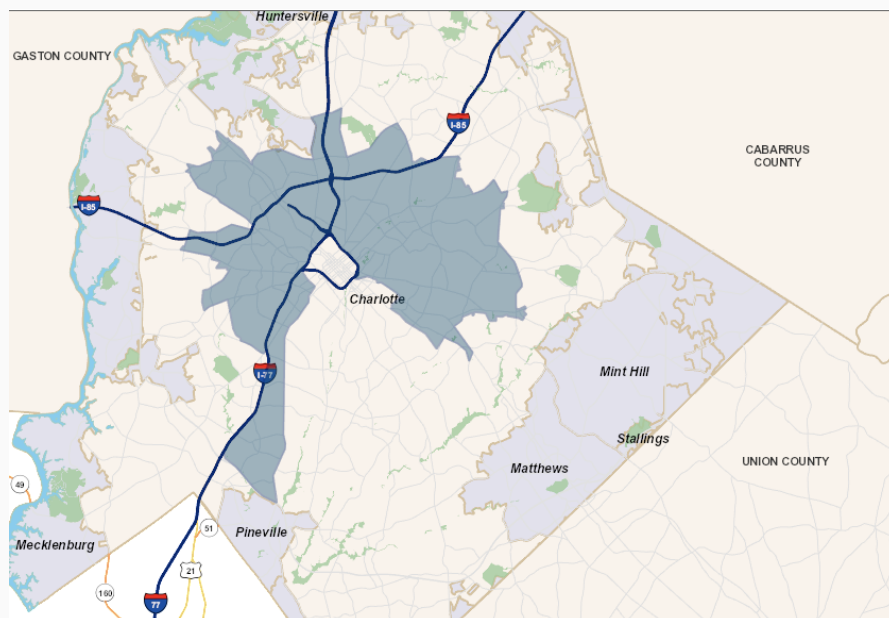 Huntersville
GASTON COUNTY
I-85
CABARRUS
COUNTY
I-85
Charlotte
I-77
Mint Hill
Stallings
Matthews
UNION COUNTY
49
51
Pineville
Mecklenburg
21
160
77